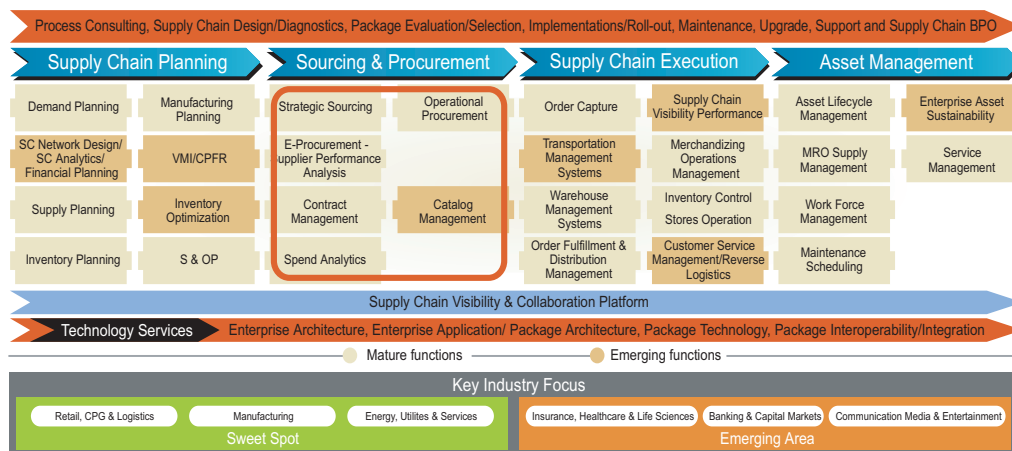 Process Consulting, Supply Chain Design/Diagnostics, Package Evaluation/Selection, Implementations/Roll-out, Maintenance, Upgrade, Support and Supply Chain BPO
Supply Chain Planning
Sourcing & Procurement
Supply Chain Execution
Asset Management
Demand Planning
Manufacturing
Planning
Strategic Sourcing
Operational
Procurement
Order Capture
Supply Chain
Visibility Performance
Asset Lifecycle
Management
Enterprise Asset
Sustainability
SC Network Design/
SC Analytics/
Financial Planning
VMI/CPFR
E-Procurement -
Supplier Performance
Analysis
Transportation
Management
Systems
Merchandizing
Operations
Management
MRO Supply
Management
Service
Management
Supply Planning
Inventory
Optimization
Contract
Management
Catalog
Management
Warehouse
Management
Systems
Inventory Control
Stores Operation
Work Force
Management
Inventory Planning
S & OP
Spend Analytics
Order Fulfillment &
Distribution
Management
Customer Service
Management/Reverse
Logistics
Maintenance
Scheduling
Supply Chain Visibility & Collaboration Platform
Technology Services
Enterprise Architecture, Enterprise Application/ Package Architecture, Package Technology, Package Interoperability/Integration
Mature functions
Emerging functions
Key Industry Focus
Retail, CPG & Logistics
Manufacturing
Energy, Utilites & Services
Insurance, Healthcare & Life Sciences
Banking & Capital Markets
Communication Media & Entertainment
Sweet Spot
Emerging Area